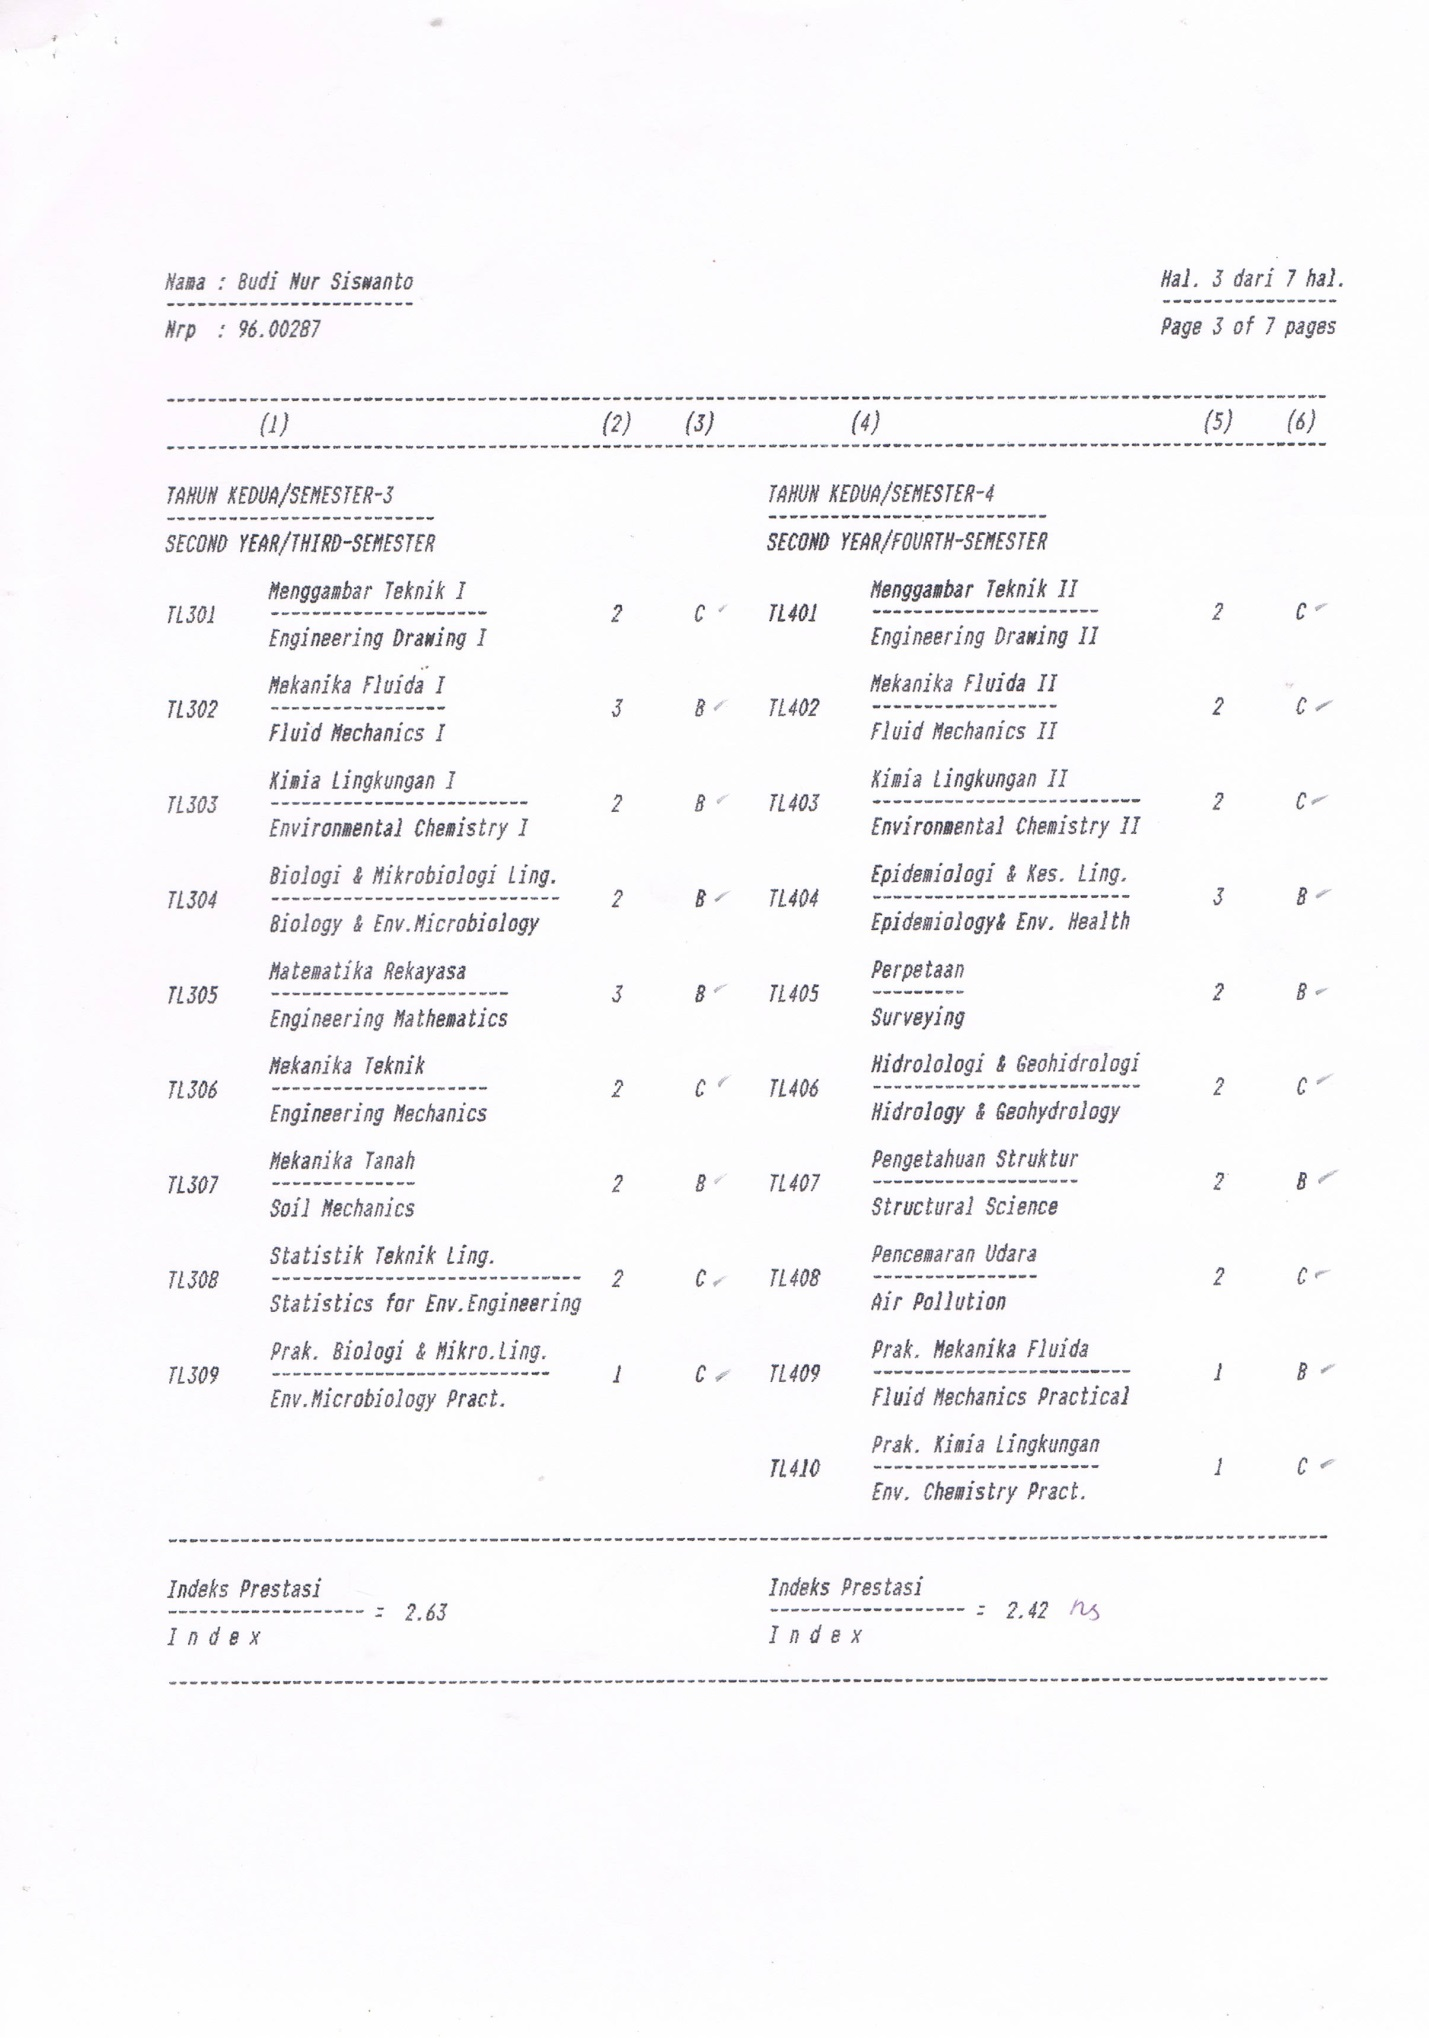 Nama : Budi Nur Siswanto
Nrp : 96.00287
Hal. 3 dari 7 hal.
Page 3 of 7 pages
(1) (2) (3) (4) (5) (6)
TAHUN KEDUA/SEMESTER-3
SECOND YEAR/THIRD-SEMESTER
Menggambar Teknik I
TL301 2 C
Engineering Drawing I
Mekanika Fluida I
TL302 3 B
Fluid Mechanics I
Kimia Lingkungan I
TL303 2 B
Environmental Chemistry I
Biologi & Mikrobiologi Ling.
TL304 2 B
Biology & Env.Microbiology
Matematika Rekayasa
TL305 3 B
Engineering Mathematics
Mekanika Teknik
TL306 2 C
Engineering Mechanics
Mekanika Tanah
TL307 2 B
Soil Mechanics
Statistik Teknik Ling.
TL308 2 C
Statistics for Env.Engineering
Prak. Biologi & Mikro.Ling.
TL309 1 C
Env.Microbiology Pract.
TAHUN KEDUA/SEMESTER-4
SECOND YEAR/FOURTH-SEMESTER
Menggambar Teknik II
TL401 2 C
Engineering Drawing II
Mekanika Fluida II
TL402 2 C
Fluid Mechanics II
Kimia Lingkungan II
TL403 2 C
Environmental Chemistry II
Epidemiologi & Kes. Ling.
TL404 3 B
Epidemiology& Env. Health
Perpetaan
TL405 2 B
Surveying
Hidrolologi & Geohidrologi
TL406 2 C
Hidrology & Geohydrology
Pengetahuan Struktur
TL407 2 B
Structural Science
Pencemaran Udara
TL408 2 C
Air Pollution
Prak. Mekanika Fluida
TL409 1 B
Fluid Mechanics Practical
Prak. Kimia Lingkungan
TL410 1 C
Env. Chemistry Pract.
Indeks Prestasi
= 2.63
I n d e x
Indeks Prestasi
= 2.42
I n d e x